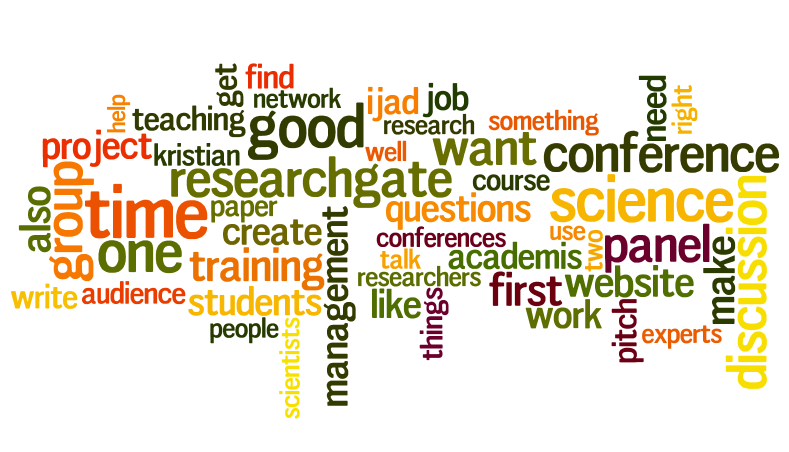 find
get
network
ijad
job
need
right
help
teaching
good
research
something
project
kristian
well
want
conference
researchgate
course
science
group
time
paper
questions
also
one
create
conferences
use
two
panel
discussion
training
management
talk
academis
make
write
audience
students
researchers
like
things
first
website
work
pitch
experts
people
scientists